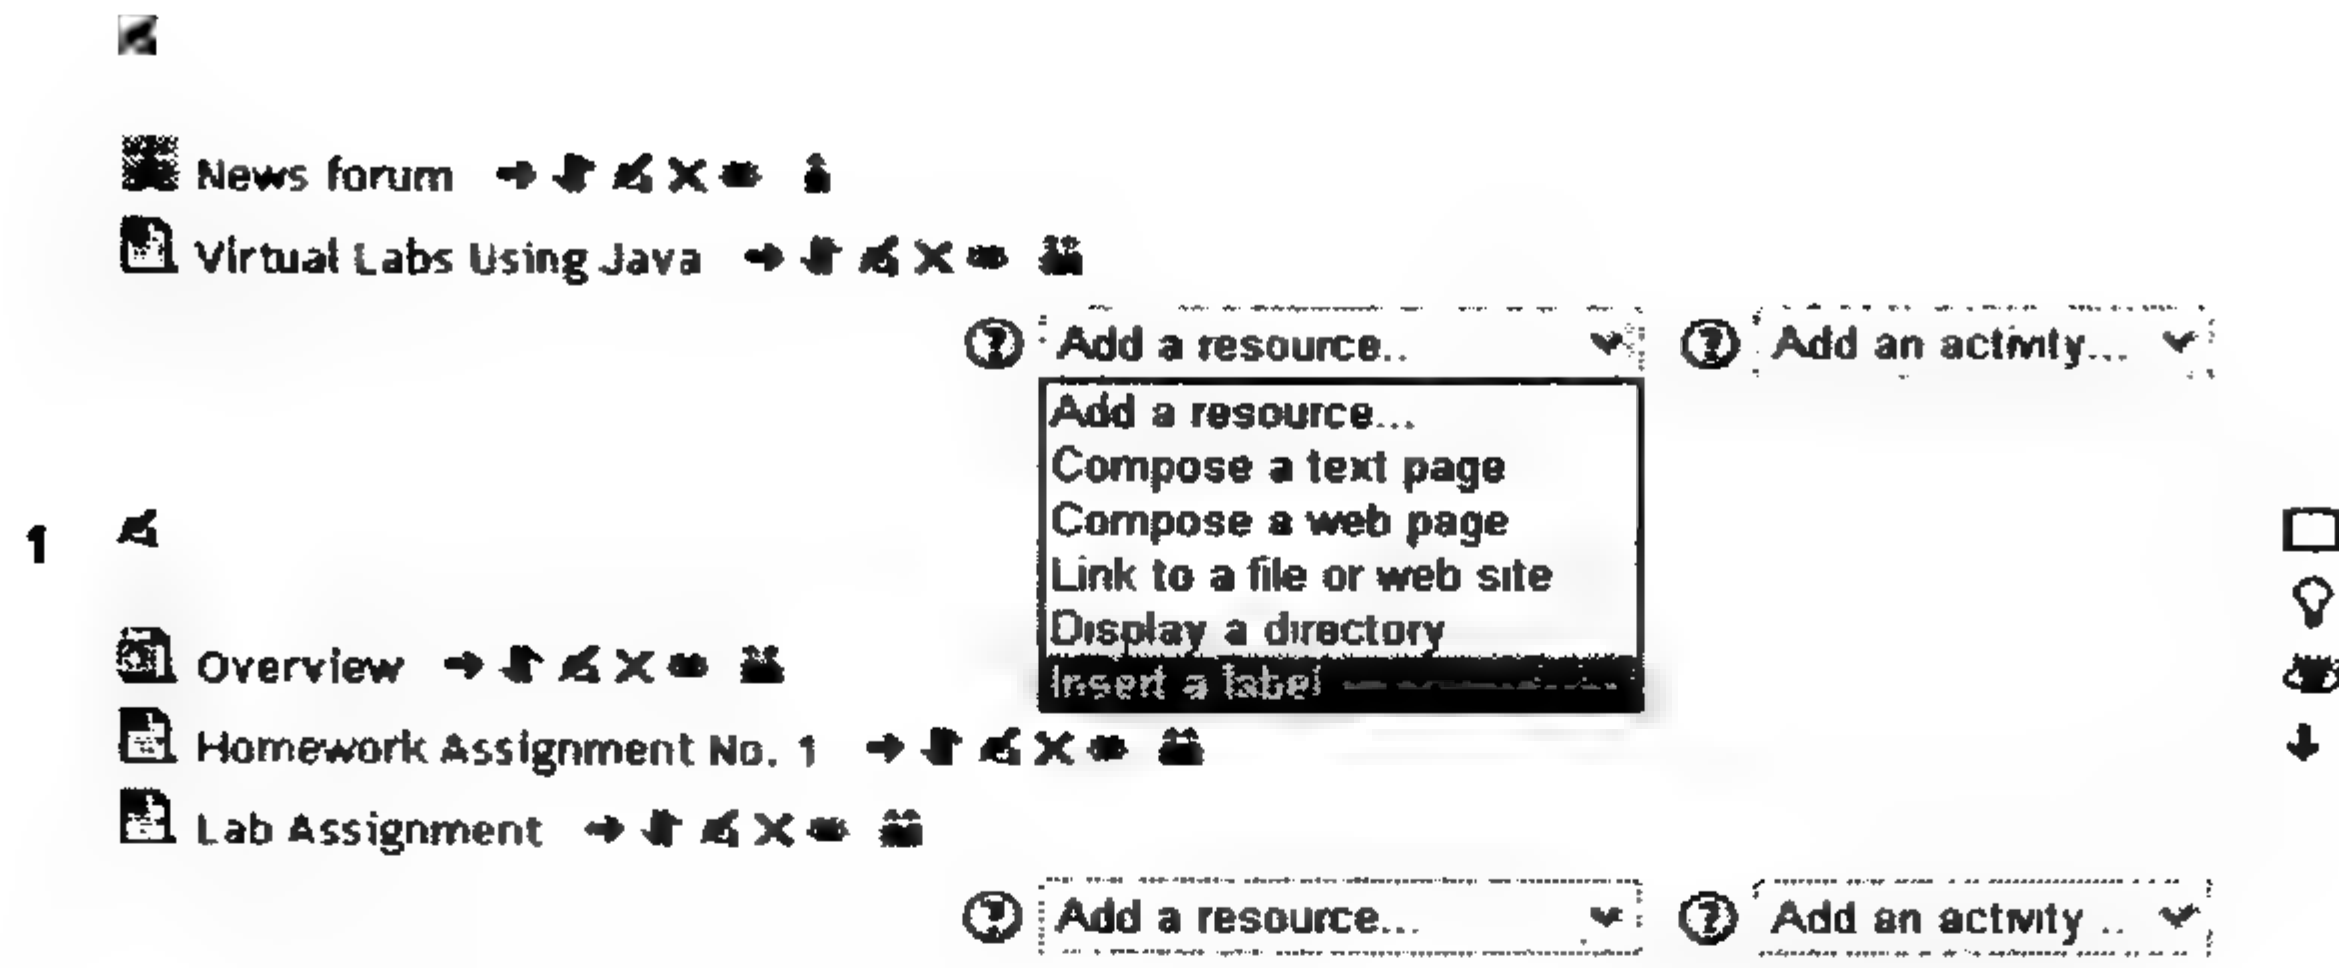 News forum
Virtual Labs Using Java
Add a resource.. Add an activity...
Add a resource...
Compose a text page
Compose a web page
1
Link to a file or web site
Display a directory
Overview
Insert a label
Homework Assignment No. 1
Lab Assignment
Add a resource... Add an activity ..